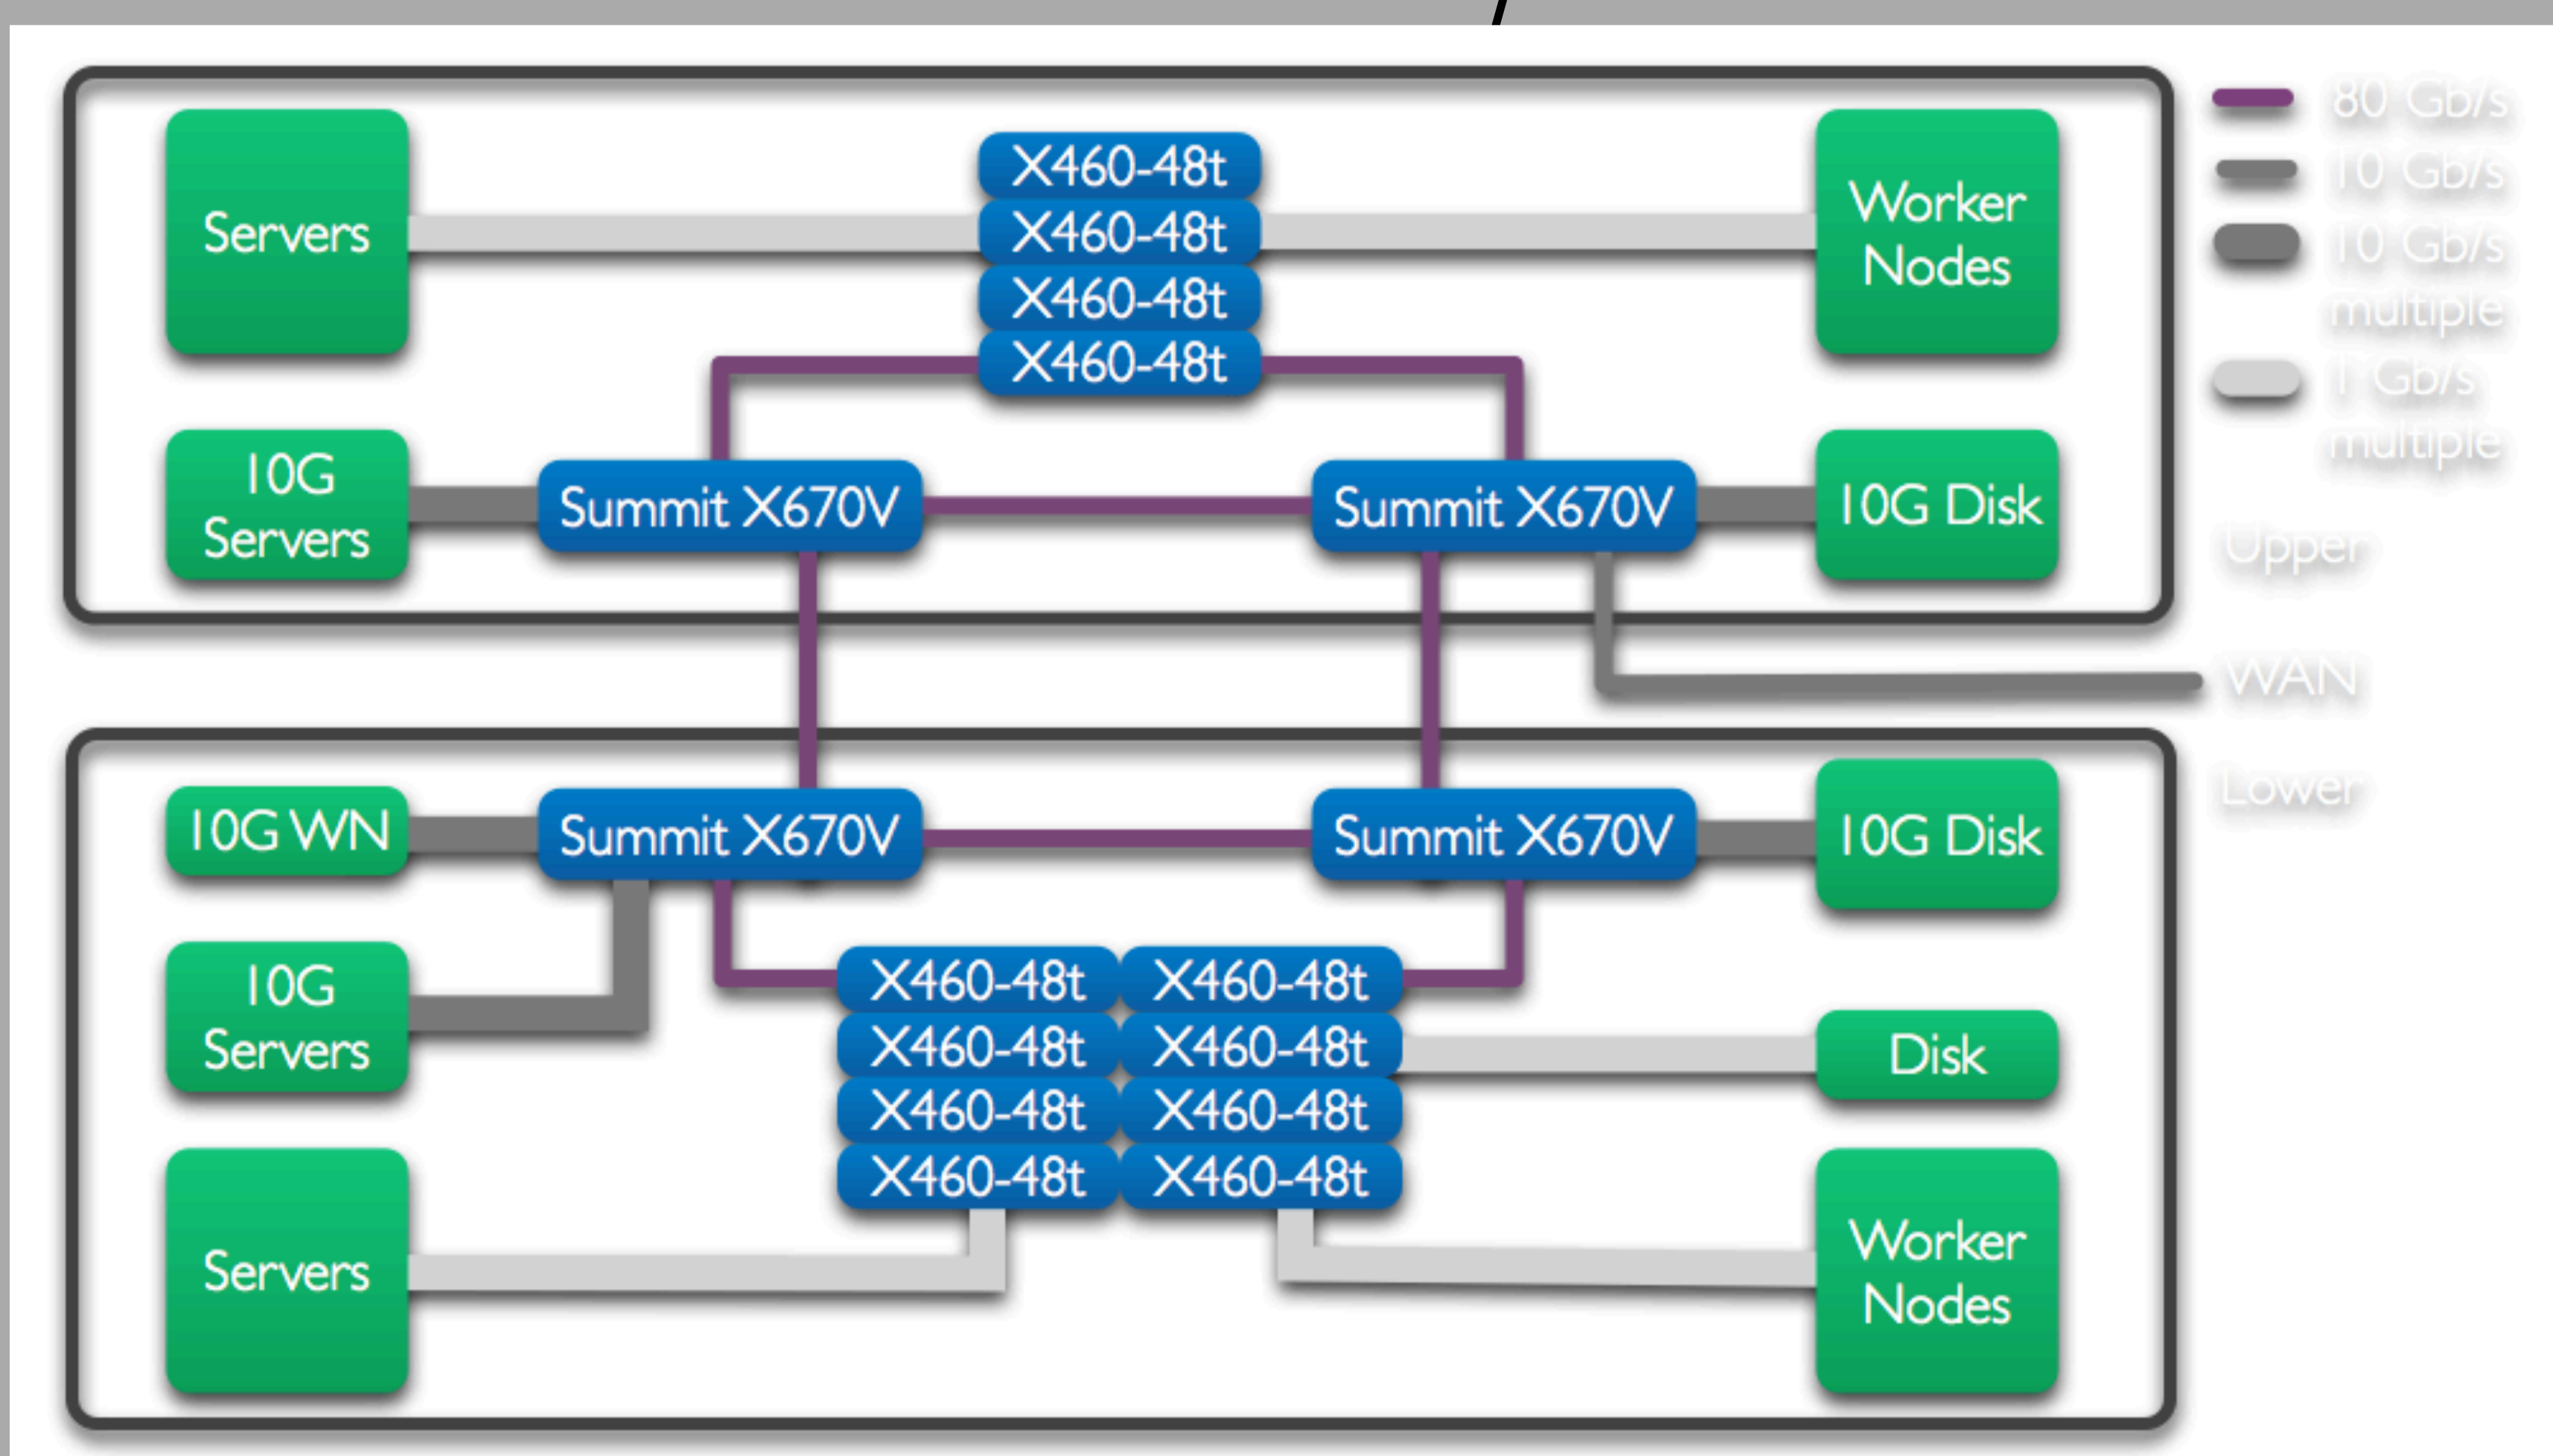 Servers
X460-48t
X460-48t
X460-48t
X460-48t
Worker
Nodes
10G
Servers
Summit X670V
Summit X670V
10G Disk
80 Gb/s
10 Gb/s
10 Gb/s
multiple
1 Gb/s
multiple
Upper
WAN
Lower
10G WN
Summit X670V
Summit X670V
10G Disk
10G
Servers
X460-48t X460-48t
X460-48t X460-48t
X460-48t X460-48t
X460-48t X460-48t
Disk
Servers
Worker
Nodes